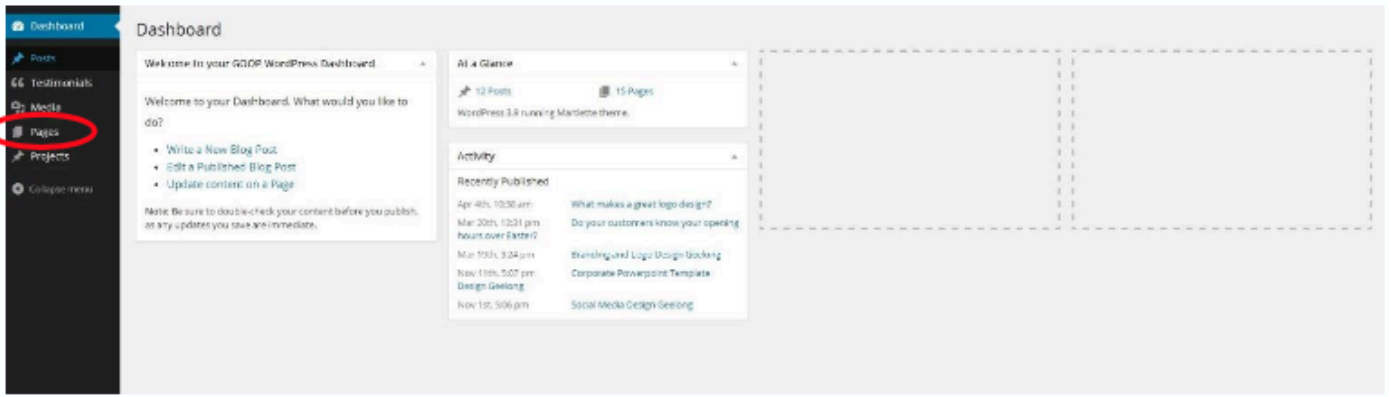 Dashboard
Posts
Testimonials
Media
Pages
Projects
Collapse menu
Dashboard
Welcome to your GOOP WordPress Dashboard
Welcome to your Dashboard. What would you like to
do?
Write a New Blog Post
Edit a Published Blog Post
Update content on a Page
Note: Be sure to double-check your content before you publish,
as any updates you save are immediate.
At a Glance
12 Posts 15 Pages
WordPress 3.8 running Martlette theme.
Activity
Recently Published
Apr 4th, 10:38 am What makes a great logo design?
Mar 20th, 12:21 pm Do your customers know your opening
hours over Easter?
Mar 19th, 3:24 pm Branding and Logo Design Geelong
Nov 11th, 5:07 pm Corporate Powerpoint Template
Design Geelong
Nov 1st, 5:06 pm Social Media Design Geelong